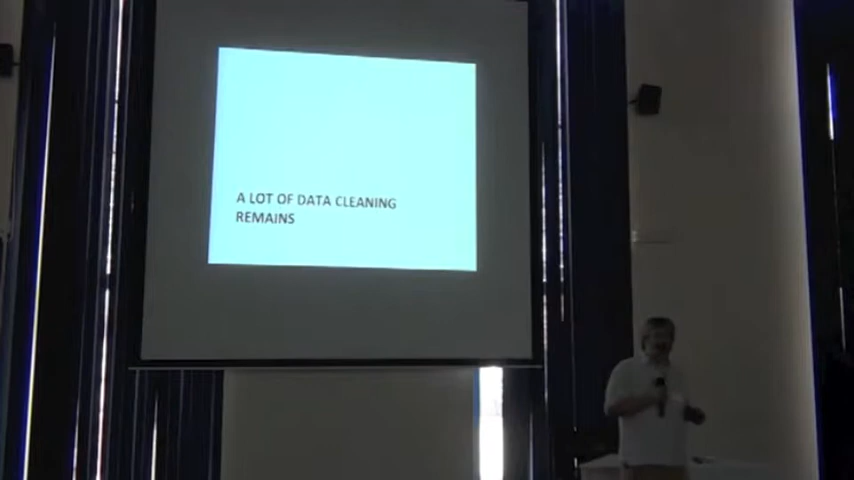 A LOT OF DATA CLEANING
REMAINS